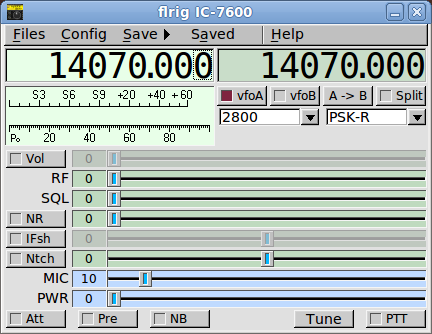 flrig IC-7600
Files Config Save Saved Help
14070.000 14070.000
S3 S6 S9 +20 +40 +60
Po 20 40 60 80
vfoA vfoB A -> B Split
2800 PSK-R
Vol 0
RF 0
SQL 0
NR 0
IFsh 0
Ntch 0
MIC 10
PWR 0
Att Pre NB Tune PTT